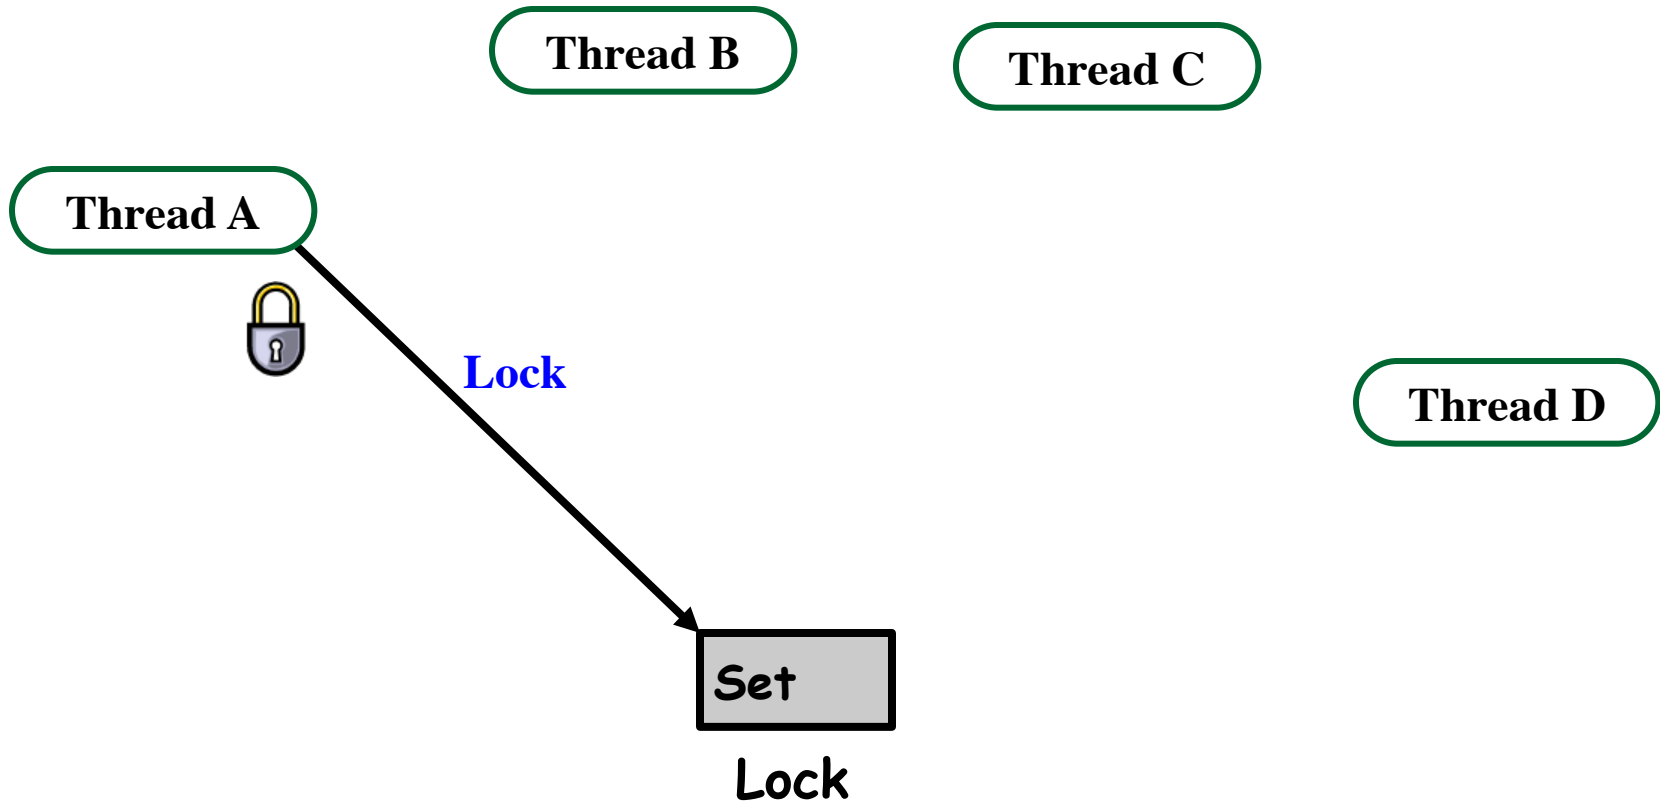 Thread B
Thread C
Thread A
Lock
Thread D
Set
Lock